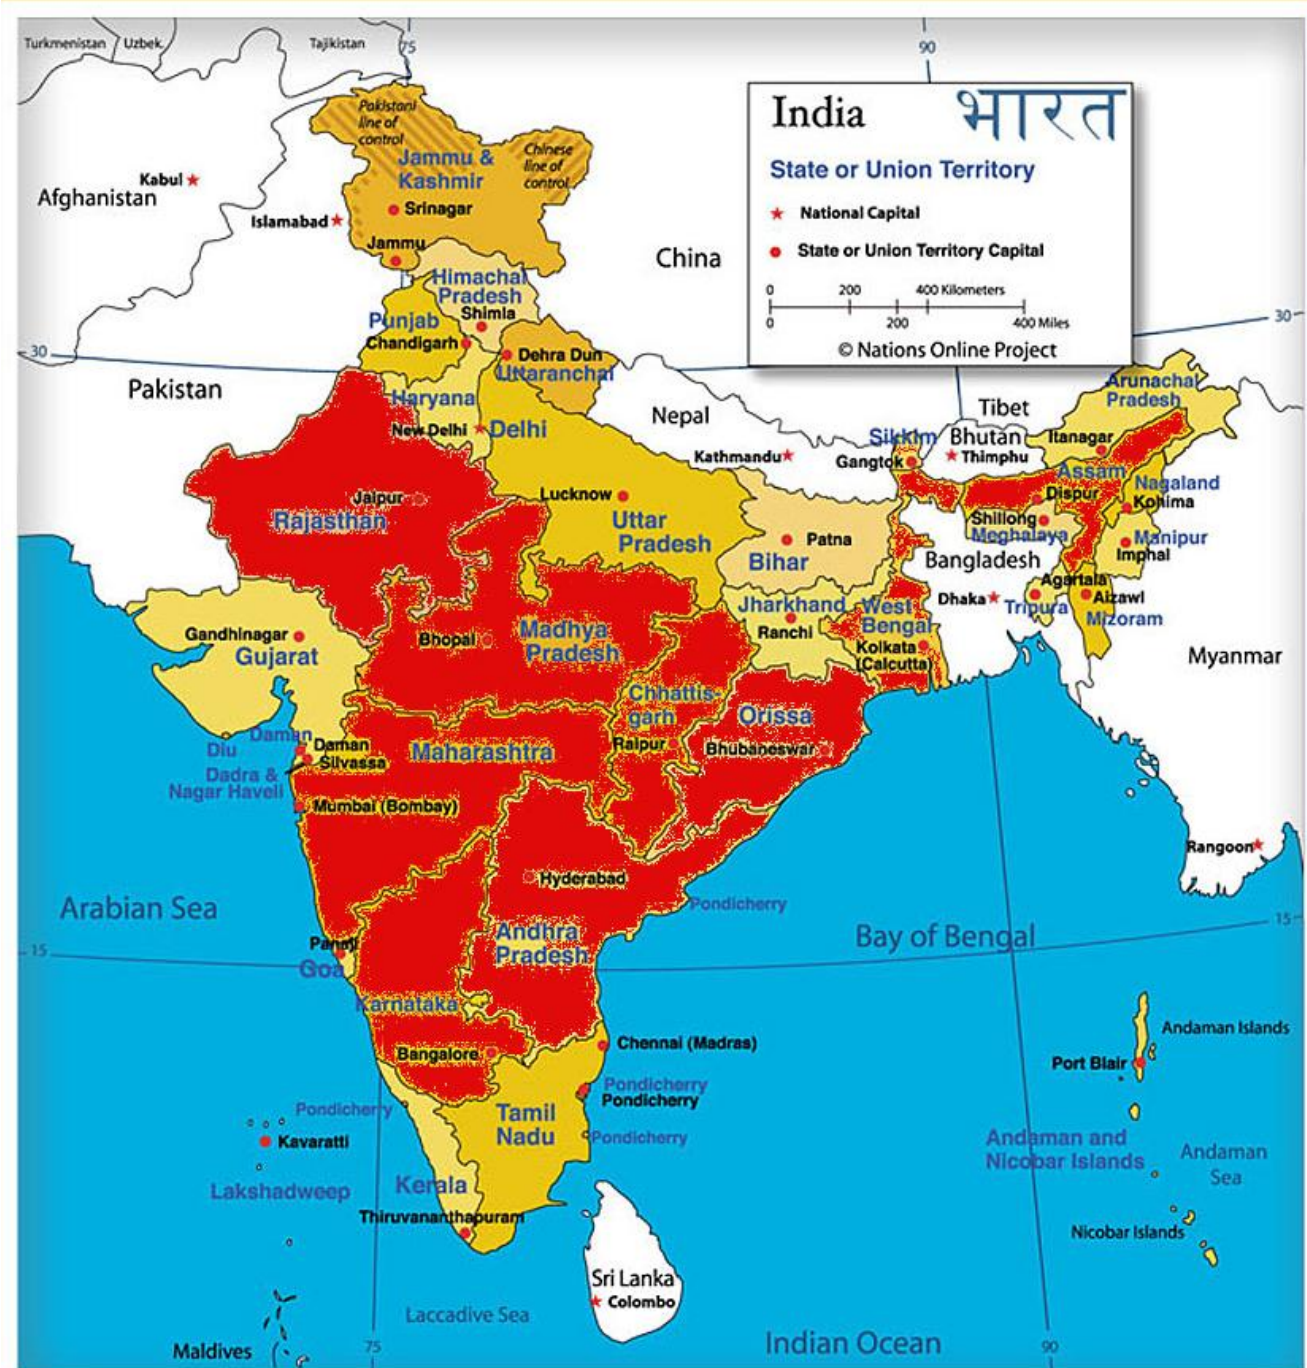 Turkmenistan
Uzbek.
Tajikistan
75
90
India भारत
State or Union Territory
National Capital
State or Union Territory Capital
0 200 400 Kilometers
0 200 400 Miles
© Nations Online Project
Pakistani
line of
control
Chinese
line of
control
Jammu &
Kashmir
Srinagar
Jammu
Kabul
Afghanistan
Islamabad
China
Himachal
Pradesh
Shimla
Punjab
Chandigarh
30
30
Dehra Dun
Uttaranchal
Pakistan
Haryana
New Delhi
Delhi
Nepal
Kathmandu
Tibet
Sikkim
Gangtok
Bhutan
Thimphu
Arunachal
Pradesh
Itanagar
Assam
Dispur
Nagaland
Kohima
Shillong
Meghalaya
Manipur
Imphal
Jaipur
Rajasthan
Lucknow
Uttar
Pradesh
Patna
Bihar
Bangladesh
Dhaka
Agartala
Tripura
Aizawl
Mizoram
Gandhinagar
Gujarat
Bhopal
Madhya
Pradesh
Jharkhand
Ranchi
West
Bengal
Kolkata
(Calcutta)
Myanmar
Chhattis-
garh
Raipur
Orissa
Bhubaneswar
Daman
Diu
Daman
Silvassa
Dadra &
Nagar Haveli
Maharashtra
Mumbai (Bombay)
Rangoon
Hyderabad
Arabian Sea
Pondicherry
Andhra
Pradesh
Bay of Bengal
15
15
Panaji
Goa
Karnataka
Bangalore
Chennai (Madras)
Andaman Islands
Port Blair
Pondicherry
Pondicherry
Pondicherry
Tamil
Nadu
Pondicherry
Kavaratti
Lakshadweep
Kerala
Thiruvananthapuram
Andaman and
Nicobar Islands
Andaman
Sea
Nicobar Islands
Sri Lanka
Colombo
Laccadive Sea
Indian Ocean
Maldives
75
90